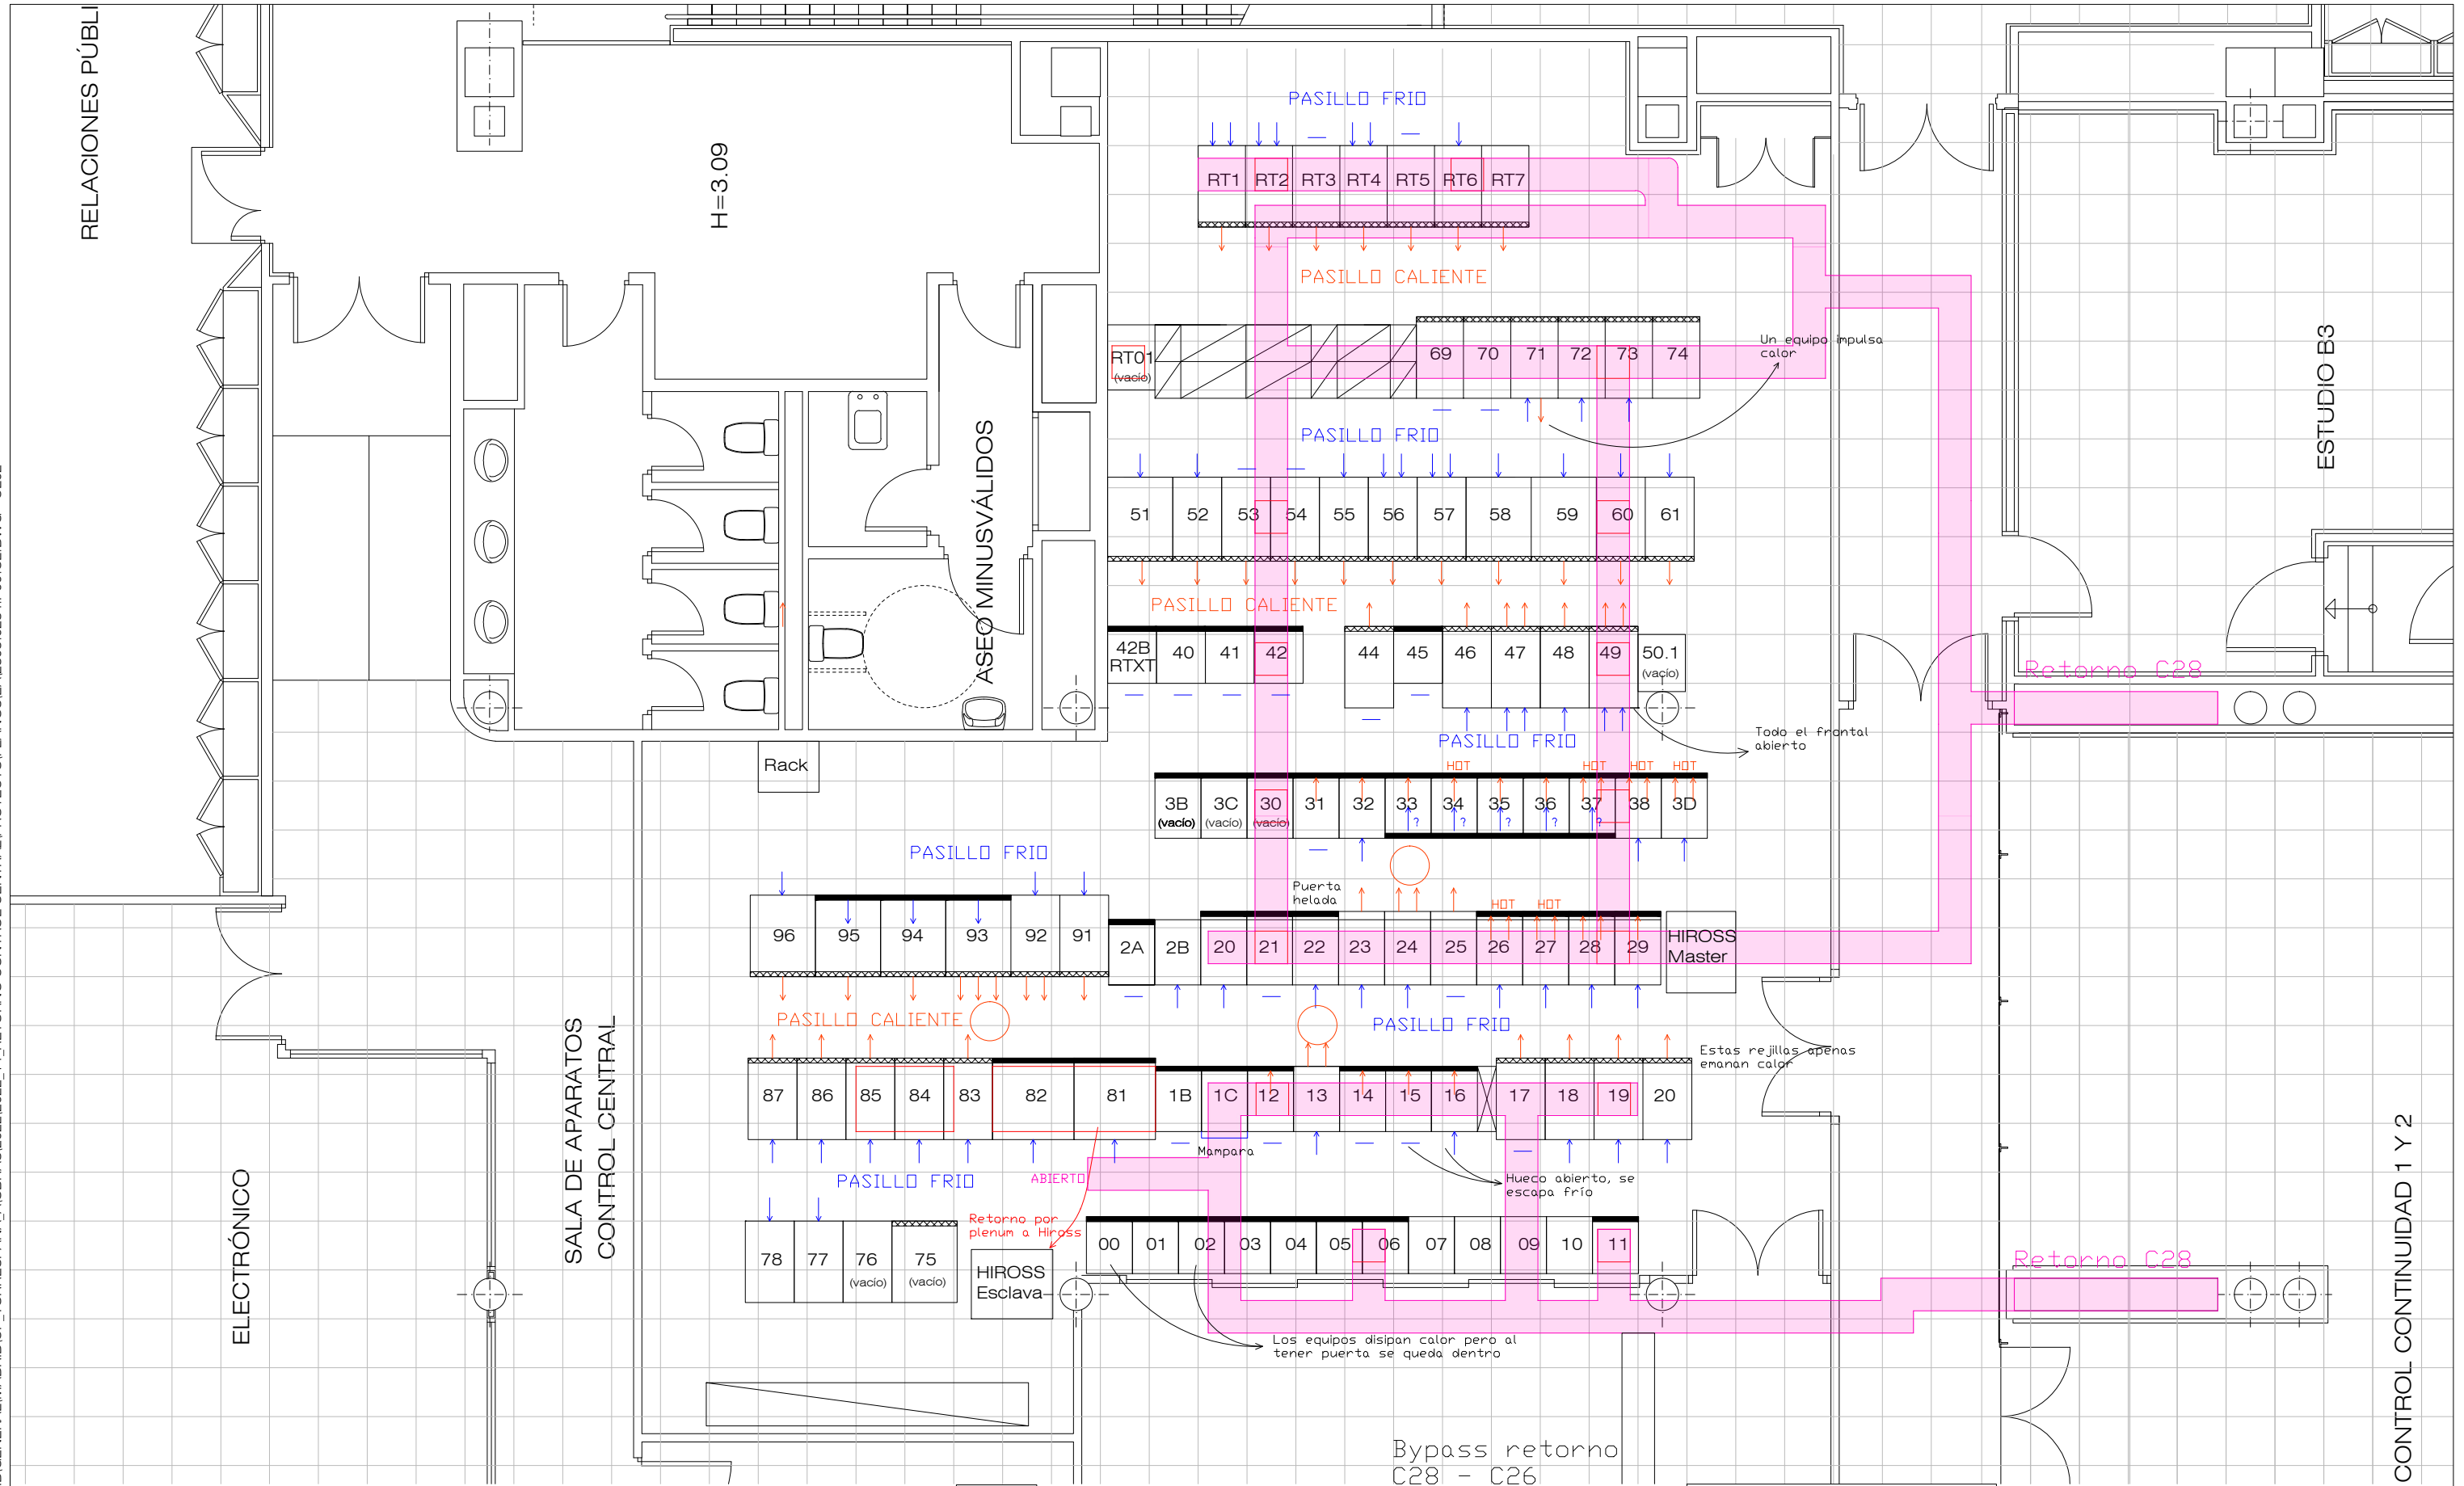 RELACIONES PÚBLI
H=3.09
PASILLO FRIO
RT1 RT2 RT3 RT4 RT5 RT6 RT7
PASILLO CALIENTE
RT01
(vacío)
69 70 71 72 73 74
Un equipo impulsa
calor
ESTUDIO B3
PASILLO FRIO
ASEO MINUSVÁLIDOS
51 52 53 54 55 56 57 58 59 60 61
PASILLO CALIENTE
42B
RTXT
40 41 42 44 45 46 47 48 49 50.1
(vacío)
Retorno C28
PASILLO FRIO
Todo el frontal
abierto
Rack
HOT HOT HOT HOT
3B
(vacío)
3C
(vacío)
30
(vacío)
31 32 33 34 35 36 37 38 3D
? ? ? ? ?
PASILLO FRIO
Puerta
helada
HOT HOT
96 95 94 93 92 91
2A 2B 20 21 22 23 24 25 26 27 28 29
HIROSS
Master
PASILLO CALIENTE
PASILLO FRIO
SALA DE APARATOS
CONTROL CENTRAL
Estas rejillas apenas
emanan calor
87 86 85 84 83 82 81 1B 1C 12 13 14 15 16 17 18 19 20
Mampara
ABIERTO
PASILLO FRIO
Hueco abierto, se
escapa frío
ELECTRÓNICO
Retorno por
plenum a Hiross
78 77 76
(vacío)
75
(vacío)
HIROSS
Esclava
00 01 02 03 04 05 06 07 08 09 10 11
Retorno C28
CONTROL CONTINUIDAD 1 Y 2
Los equipos disipan calor pero al
tener puerta se queda dentro
Bypass retorno
C28 - C26